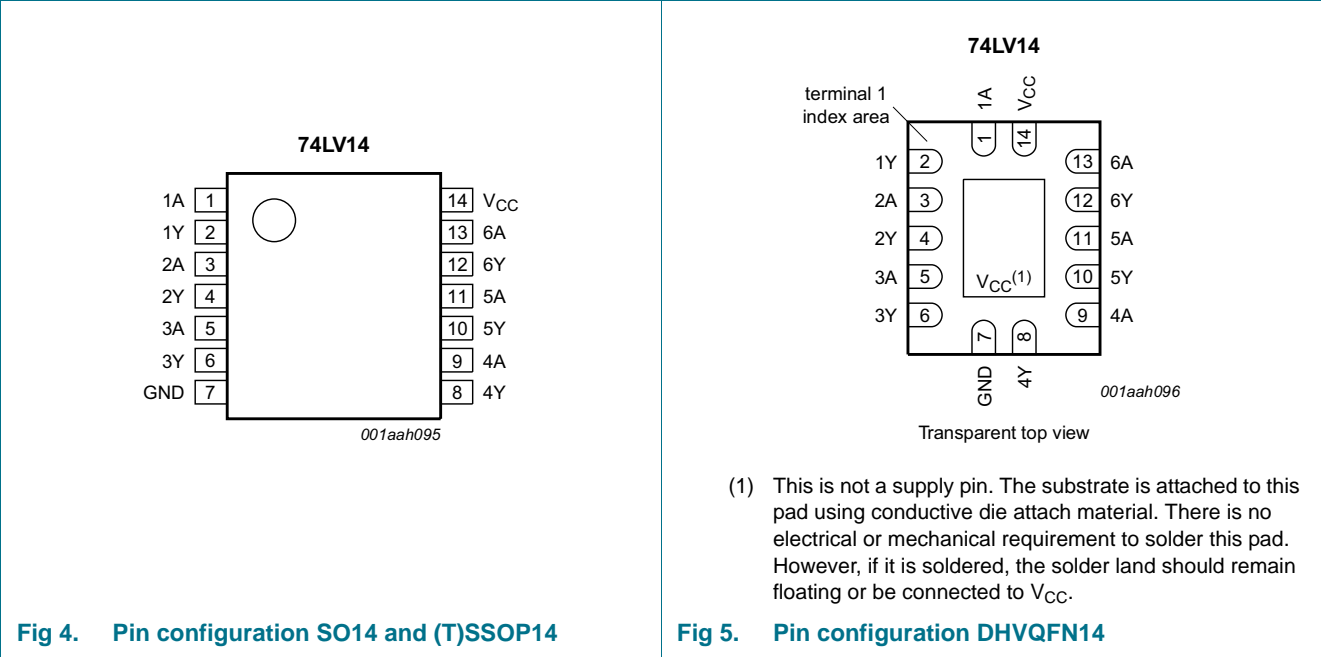 74LV14
1A 1
1Y 2
2A 3
2Y 4
3A 5
3Y 6
GND 7
14 VCC
13 6A
12 6Y
11 5A
10 5Y
9 4A
8 4Y
001aah095
Fig 4. Pin configuration SO14 and (T)SSOP14
74LV14
terminal 1
index area
1A
VCC
1
14
1Y 2
2A 3
2Y 4
3A 5
3Y 6
13 6A
12 6Y
11 5A
10 5Y
9 4A
VCC(1)
7
8
GND
4Y
001aah096
Transparent top view
(1) This is not a supply pin. The substrate is attached to this
pad using conductive die attach material. There is no
electrical or mechanical requirement to solder this pad.
However, if it is soldered, the solder land should remain
floating or be connected to VCC.
Fig 5. Pin configuration DHVQFN14